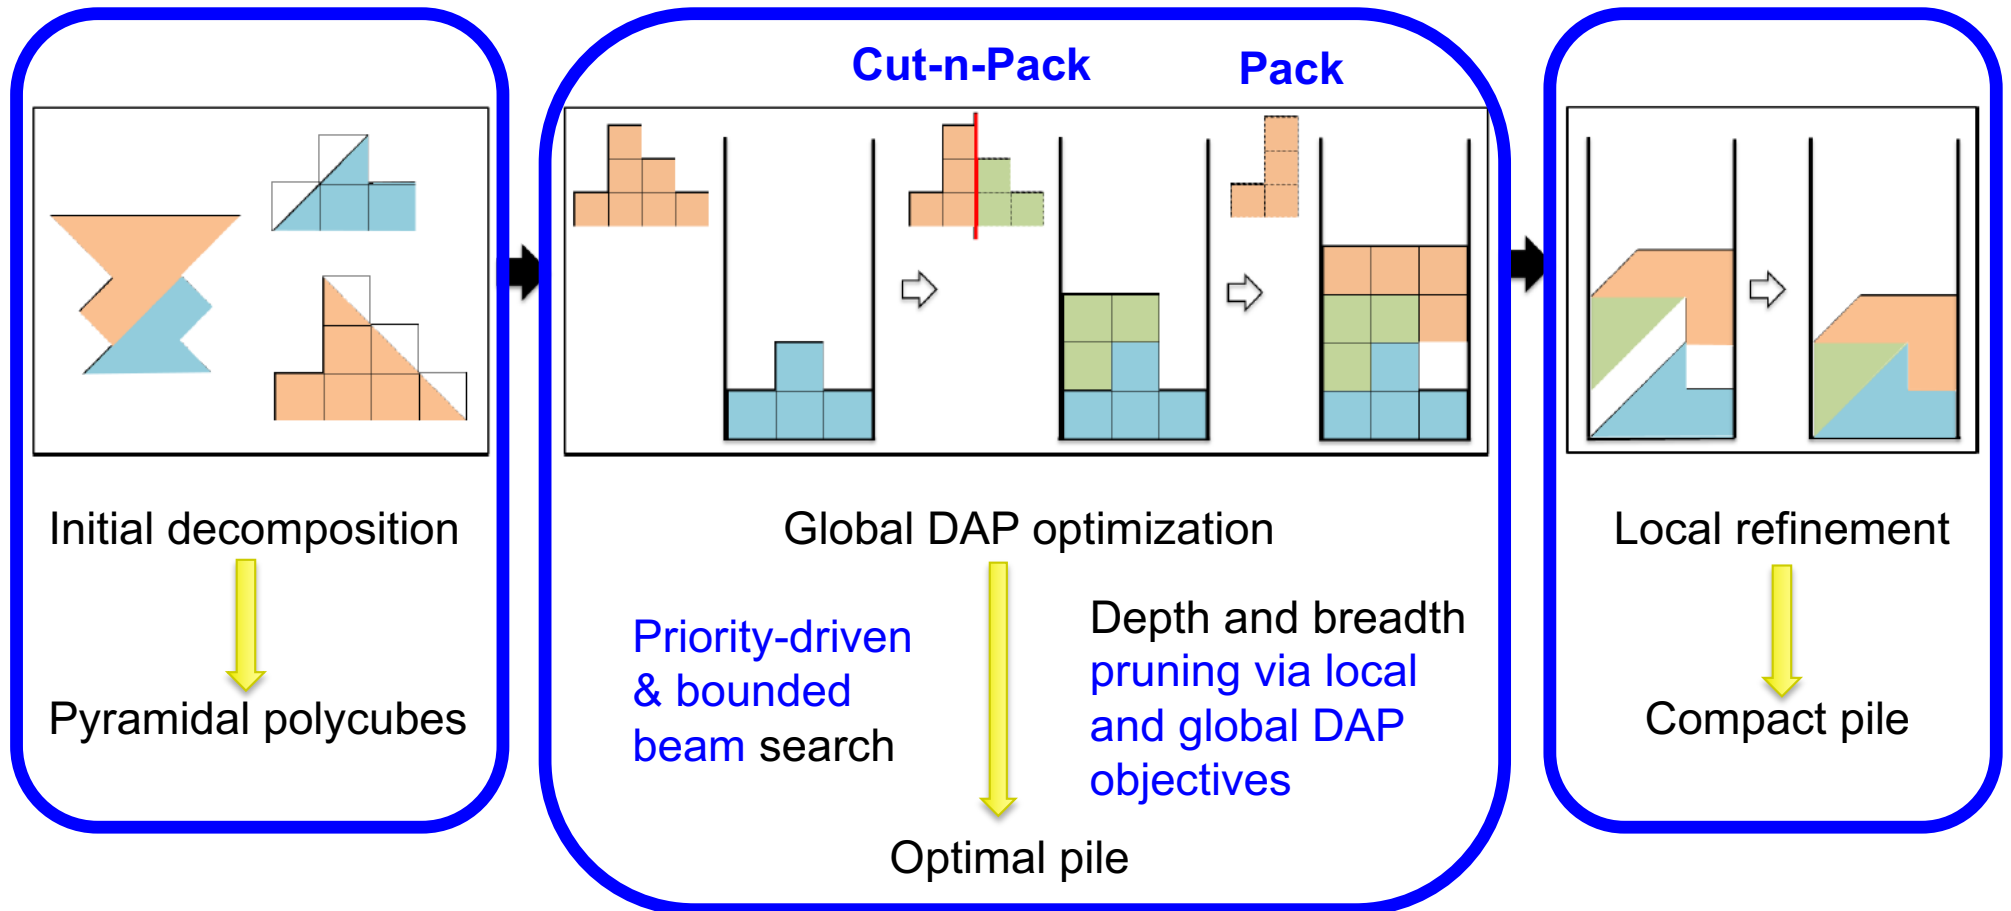 Cut-n-Pack
Pack
Initial decomposition
Pyramidal polycubes
Global DAP optimization
Priority-driven
& bounded
beam search
Depth and breadth
pruning via local
and global DAP
objectives
Optimal pile
Local refinement
Compact pile